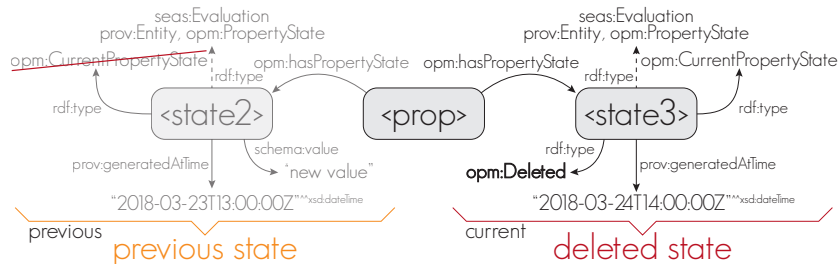 seas:Evaluation
prov:Entity, opm:PropertyState
opm:CurrentPropertyState
rdf:type
rdf:type
opm:hasPropertyState
<state2>
schema:value
"new value"
prov:generatedAtTime
"2018-03-23T13:00:00Z"^^xsd:dateTime
previous
previous state
<prop>
opm:hasPropertyState
seas:Evaluation
prov:Entity, opm:PropertyState
opm:CurrentPropertyState
rdf:type
rdf:type
<state3>
rdf:type
opm:Deleted
prov:generatedAtTime
"2018-03-24T14:00:00Z"^^xsd:dateTime
current
deleted state